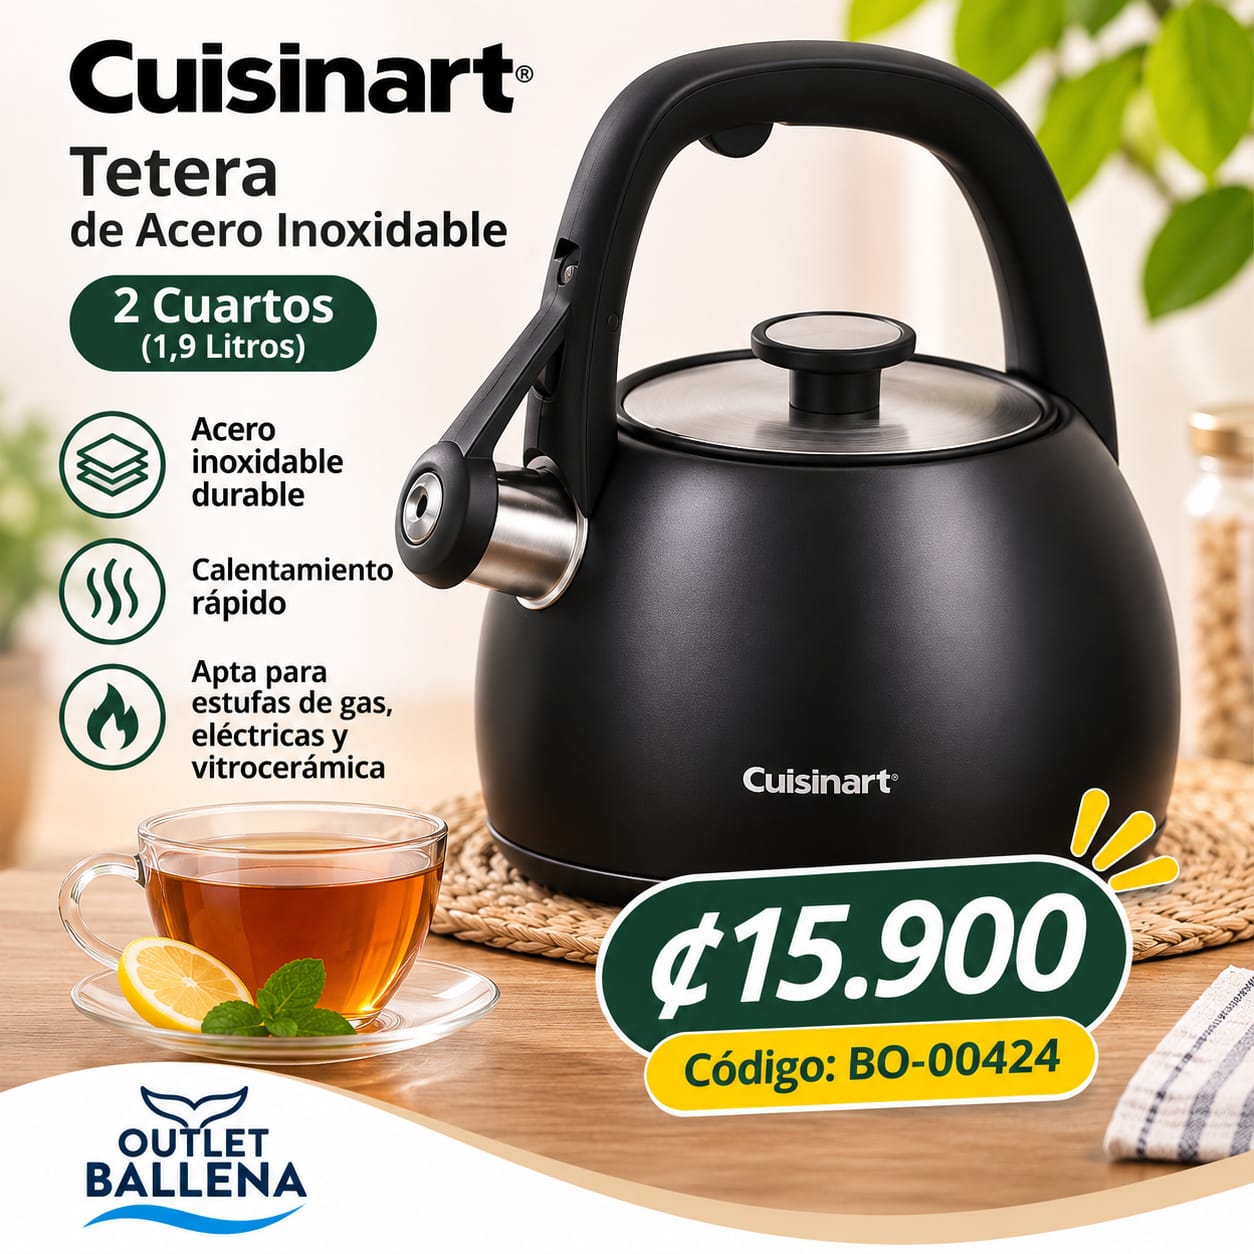 Cuisinart®
Tetera
de Acero Inoxidable
2 Cuartos
(1,9 Litros)
Acero
inoxidable
durable
Calentamiento
rápido
Apta para
estufas de gas,
eléctricas y
vitrocerámica
Cuisinart®
₡15.900
Código: BO-00424
OUTLET
BALLENA